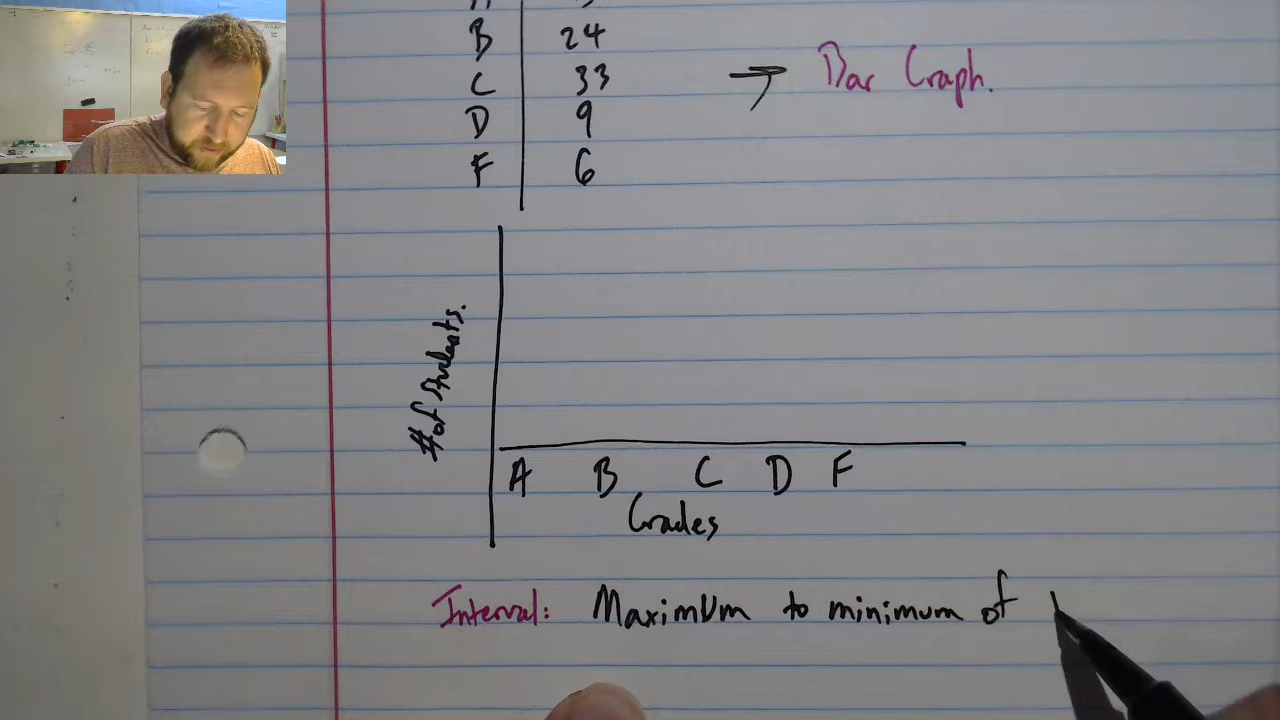 B 24
C 33
D 9
F 6
→ Bar Graph.
# of Students.
A B C D F
Grades
Interval: Maximum to minimum of